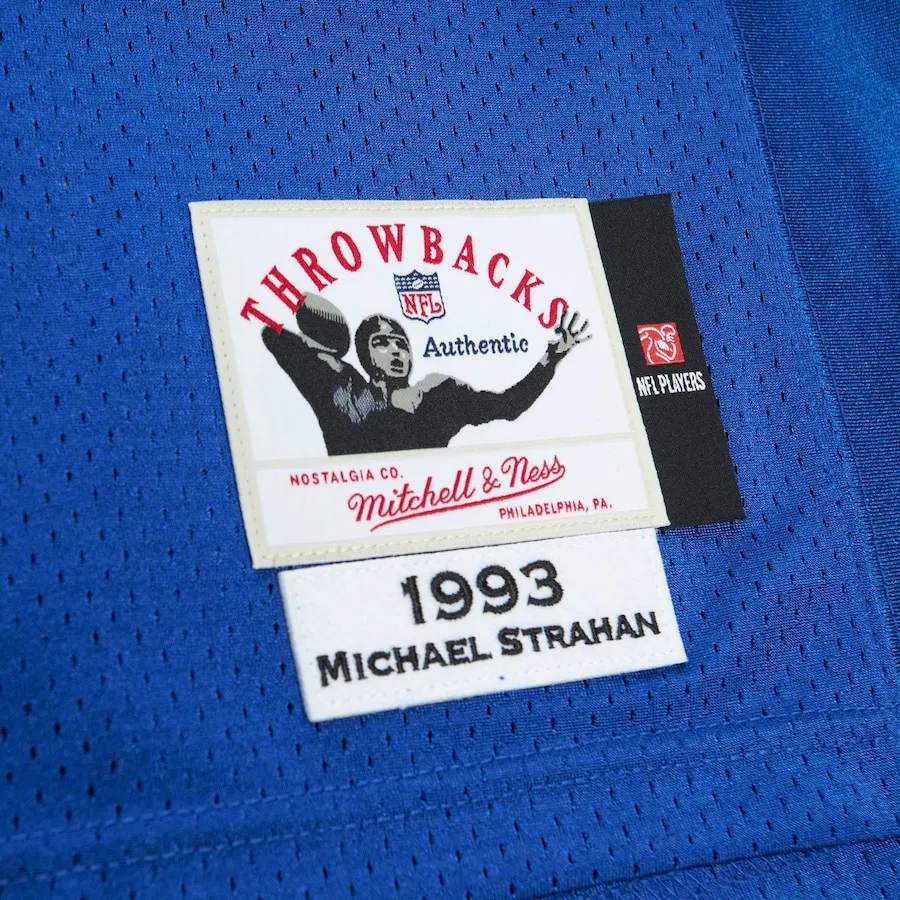 THROWBACKS
NFL
Authentic
NFL PLAYERS
NOSTALGIA CO.
Mitchell & Ness
PHILADELPHIA, PA.
1993
MICHAEL STRAHAN